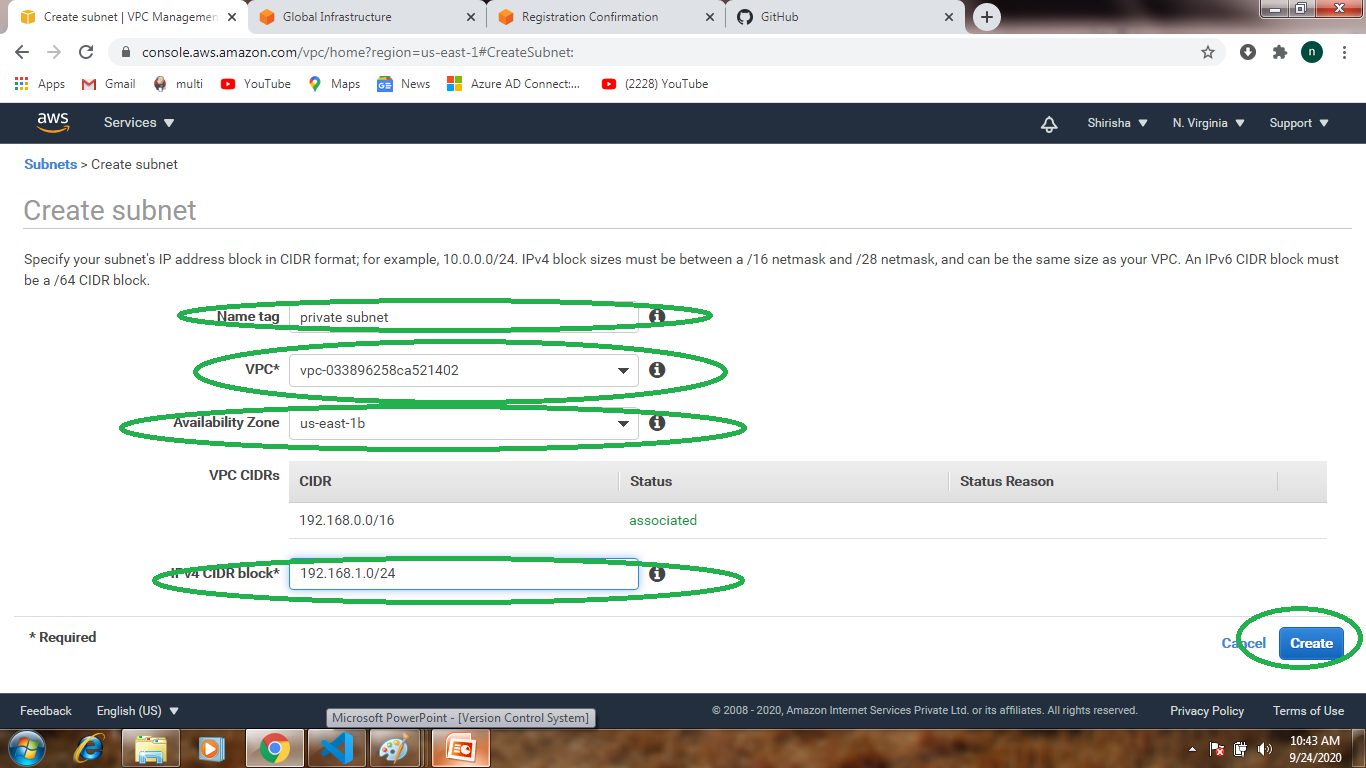 Create subnet | VPC Managemen
Global Infrastructure
Registration Confirmation
GitHub
console.aws.amazon.com/vpc/home?region=us-east-1#CreateSubnet:
n
Apps
Gmail
multi
YouTube
Maps
News
Azure AD Connect:...
(2228) YouTube
aws
Services
Shirisha
N. Virginia
Support
Subnets > Create subnet
Create subnet
Specify your subnet's IP address block in CIDR format; for example, 10.0.0.0/24. IPv4 block sizes must be between a /16 netmask and /28 netmask, and can be the same size as your VPC. An IPv6 CIDR block must
be a /64 CIDR block.
Name tag private subnet
VPC* vpc-033896258ca521402
Availability Zone us-east-1b
VPC CIDRs CIDR Status Status Reason
192.168.0.0/16 associated
IPv4 CIDR block* 192.168.1.0/24
* Required
Cancel Create
Feedback English (US) © 2008 - 2020, Amazon Internet Services Private Ltd. or its affiliates. All rights reserved. Privacy Policy Terms of Use
Microsoft PowerPoint - [Version Control System]
10:43 AM
9/24/2020